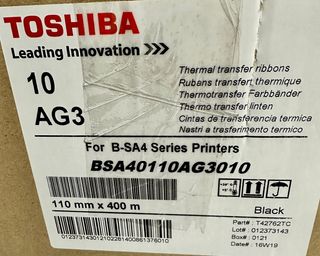 TOSHIBA
Leading Innovation >>>
10
AG3
Thermal transfer ribbons
Rubans transfert thermique
Thermotransfer Farbbänder
Thermo transfer linten
Cintas de transferencia termico
Nastri a trasferimento termico
For B-SA4 Series Printers
BSA40110AG3010
110 mm x 400 m
Black
Part # : T42762TC
Lot # : 012373143
Box # : 0121
Date # : 16W19